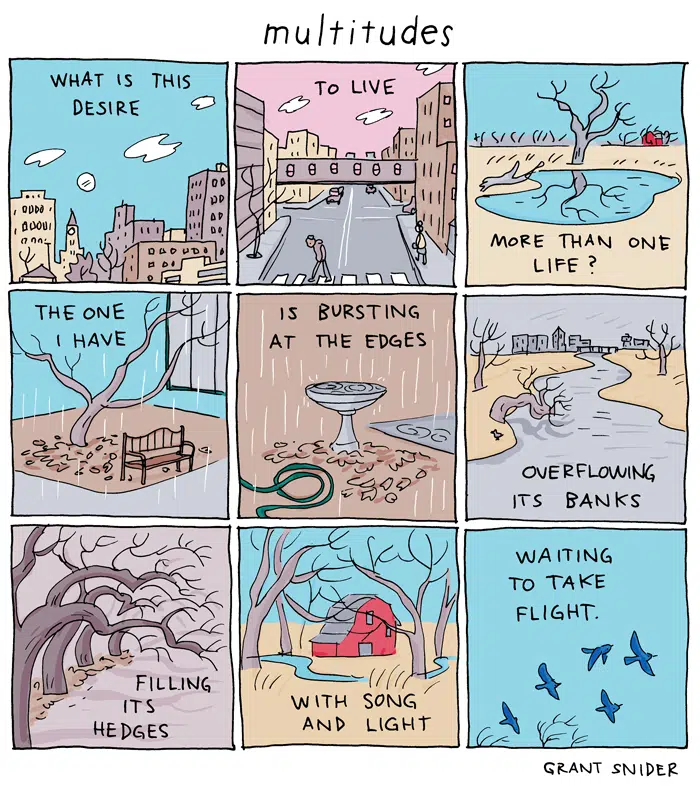 multitudes
WHAT IS THIS
DESIRE
TO LIVE
MORE THAN ONE
LIFE?
THE ONE
I HAVE
IS BURSTING
AT THE EDGES
OVERFLOWING
ITS BANKS
FILLING
ITS
HEDGES
WITH SONG
AND LIGHT
WAITING
TO TAKE
FLIGHT.
GRANT SNIDER